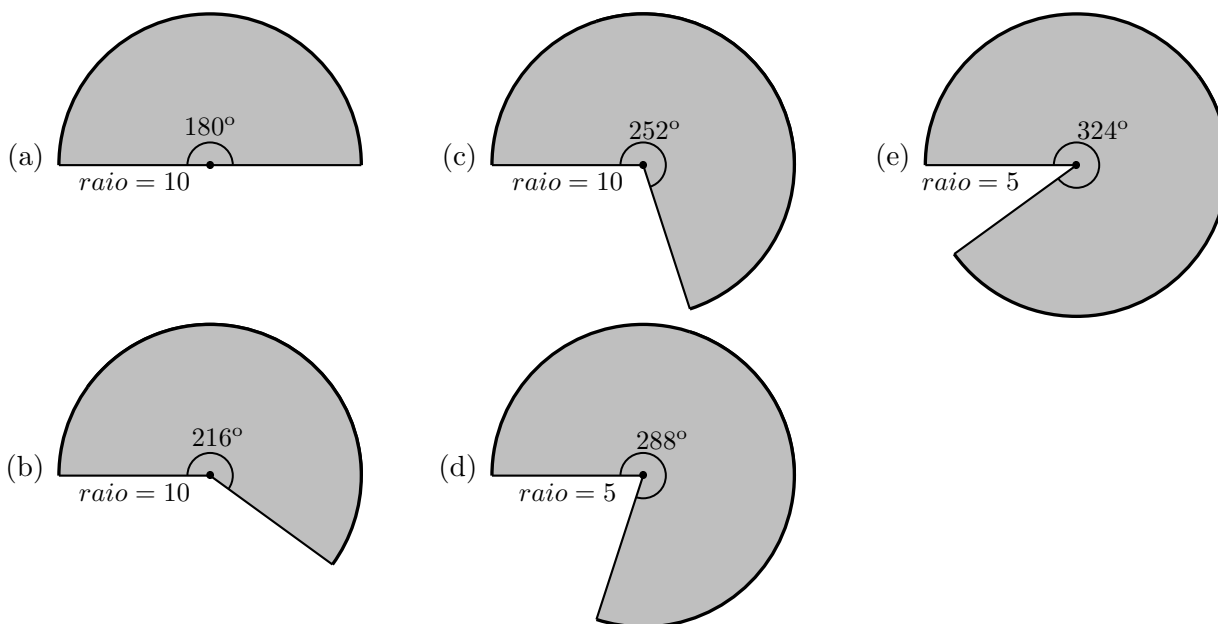 (a)
180º
raio = 10
(c)
252º
raio = 10
(e)
324º
raio = 5
(b)
216º
raio = 10
(d)
288º
raio = 5